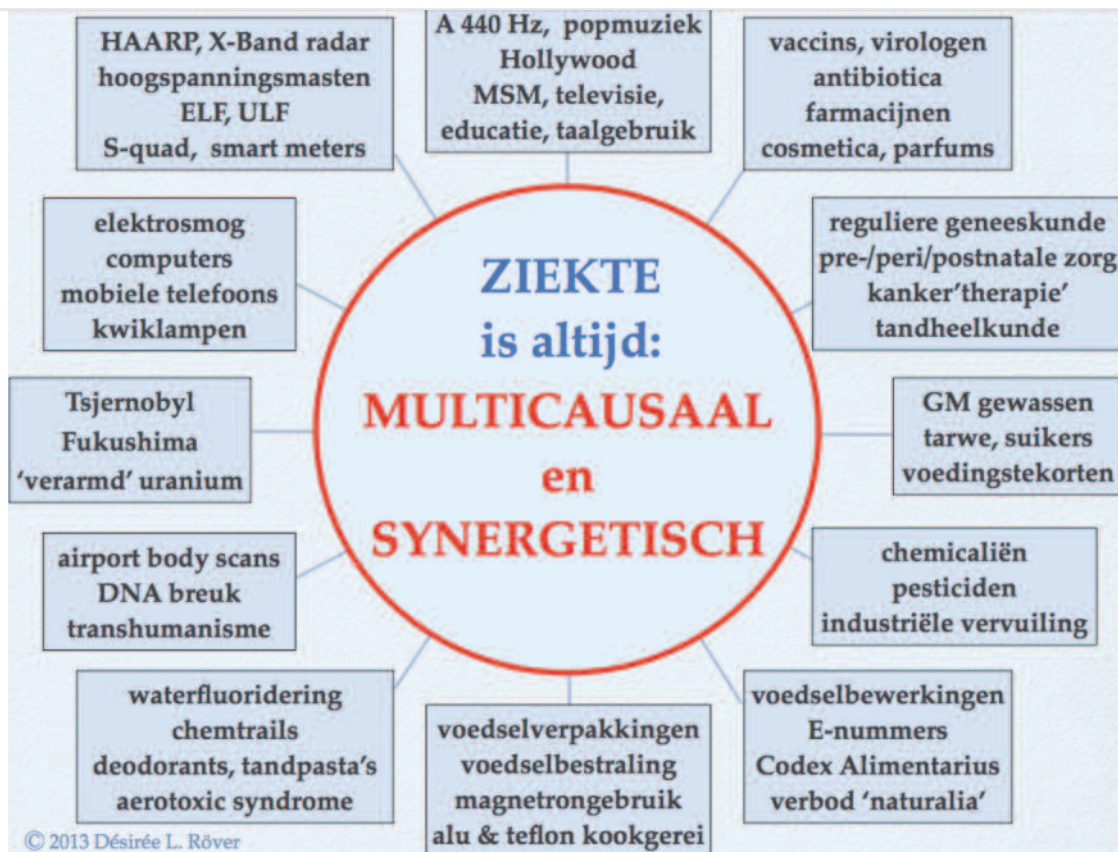 HAARP, X-Band radar
hoogspanningsmasten
ELF, ULF
S-quad, smart meters
A 440 Hz, popmuziek
Hollywood
MSM, televisie,
educatie, taalgebruik
vaccins, virologen
antibiotica
farmacijnen
cosmetica, parfums
elektrosmog
computers
mobiele telefoons
kwiklampen
ZIEKTE
is altijd:
MULTICAUSAAL
en
SYNERGETISCH
reguliere geneeskunde
pre-/peri/postnatale zorg
kanker'therapie'
tandheelkunde
Tsjernobyl
Fukushima
'verarmd' uranium
GM gewassen
tarwe, suikers
voedingstekorten
airport body scans
DNA breuk
transhumanisme
chemicaliën
pesticiden
industriële vervuiling
waterfluoridering
chemtrails
deodorants, tandpasta's
aerotoxic syndrome
voedselverpakkingen
voedselbestraling
magnetrongebruik
alu & teflon kookgerei
voedselbewerkingen
E-nummers
Codex Alimentarius
verbod 'naturalia'
© 2013 Désirée L. Röver